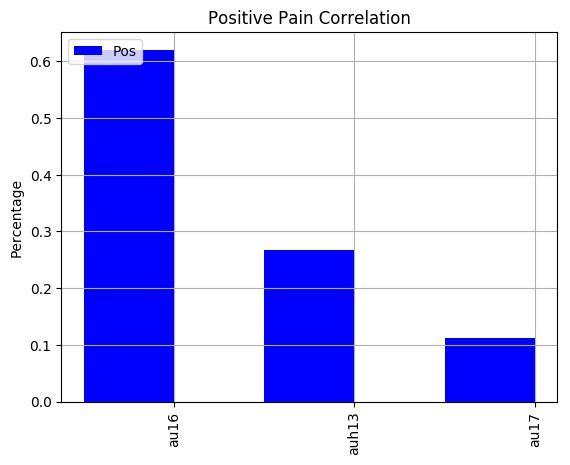 Positive Pain Correlation
Pos
Percentage
0.6
0.5
0.4
0.3
0.2
0.1
0.0
au16
auh13
au17